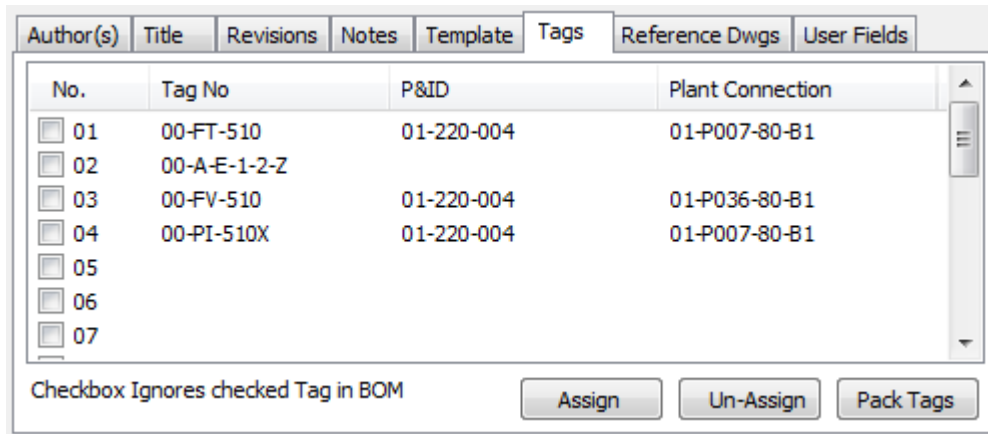 Author(s) Title Revisions Notes Template Tags Reference Dwgs User Fields
No. Tag No P&ID Plant Connection
01 00-FT-510 01-220-004 01-P007-80-B1
02 00-A-E-1-2-Z
03 00-FV-510 01-220-004 01-P036-80-B1
04 00-PI-510X 01-220-004 01-P007-80-B1
05
06
07
Checkbox Ignores checked Tag in BOM Assign Un-Assign Pack Tags